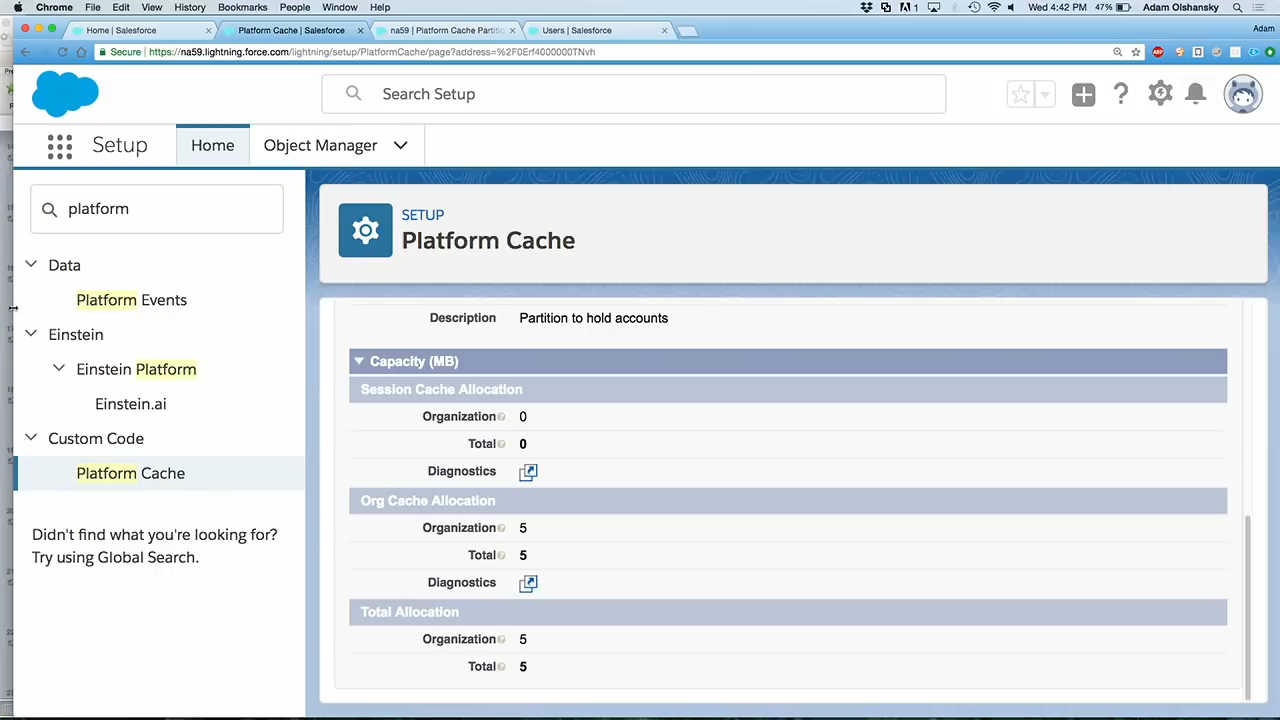 Chrome File Edit View History Bookmarks People Window Help 1 47% Wed 4:42 PM Adam Olshansky
Home | Salesforce Platform Cache | Salesforce na59 | Platform Cache Partitio Users | Salesforce Adam
Secure https://na59.lightning.force.com/lightning/setup/PlatformCache/page?address=%2F0Erf4000000TNvh
Search Setup
Setup Home Object Manager
platform
Data
Platform Events
Einstein
Einstein Platform
Einstein.ai
Custom Code
Platform Cache
Didn't find what you're looking for?
Try using Global Search.
SETUP
Platform Cache
Description Partition to hold accounts
Capacity (MB)
Session Cache Allocation
Organization 0
Total 0
Diagnostics
Org Cache Allocation
Organization 5
Total 5
Diagnostics
Total Allocation
Organization 5
Total 5